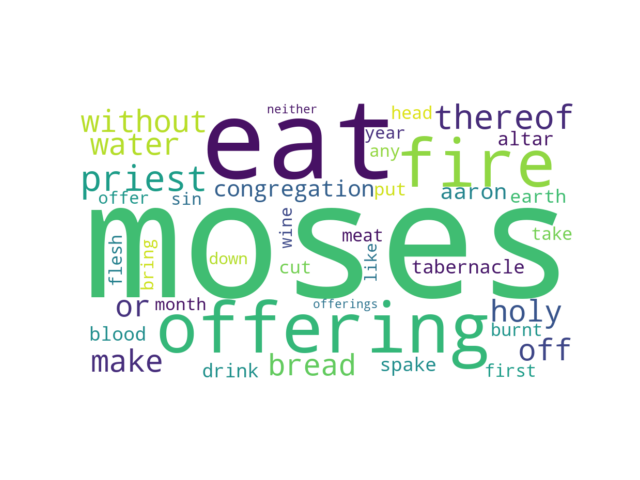 neither
without
eat
head
thereof
water
year
altar
any
fire
priest
congregation
put
aaron
earth
offer
sin
moses
flesh
bring
down
wine
cut
meat
like
tabernacle
take
or
month
offering
offerings
holy
burnt
blood
off
make
drink
bread
spake
first